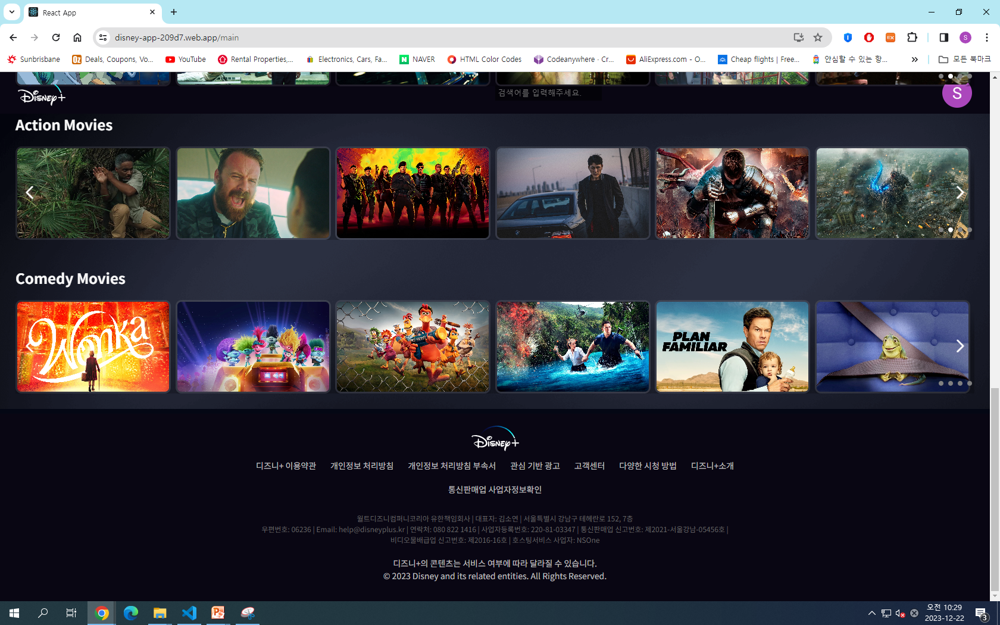 React App
disney-app-209d7.web.app/main
S
Sunbrisbane
Deals, Coupons, Vo...
YouTube
Rental Properties,...
Electronics, Cars, Fa...
NAVER
HTML Color Codes
Codeanywhere · Cr...
AliExpress.com - O...
Cheap flights | Free...
안심할 수 있는 항...
모든 북마크
Disney+
검색어를 입력해주세요.
S
Action Movies
Comedy Movies
Wonka
PLAN
FAMILIAR
Disney+
디즈니+ 이용약관
개인정보 처리방침
개인정보 처리방침 부속서
관심 기반 광고
고객센터
다양한 시청 방법
디즈니+소개
통신판매업 사업자정보확인
월트디즈니컴퍼니코리아 유한책임회사 | 대표자: 김소연 | 서울특별시 강남구 테헤란로 152, 7층
우편번호: 06236 | Email: help@disneyplus.kr | 연락처: 080 822 1416 | 사업자등록번호: 220-81-03347 | 통신판매업 신고번호: 제2021-서울강남-05456호 |
비디오물배급업 신고번호: 제2016-16호 | 호스팅서비스 사업자: NSOne
디즈니+의 콘텐츠는 서비스 여부에 따라 달라질 수 있습니다.
© 2023 Disney and its related entities. All Rights Reserved.
오전 10:29
2023-12-22
3